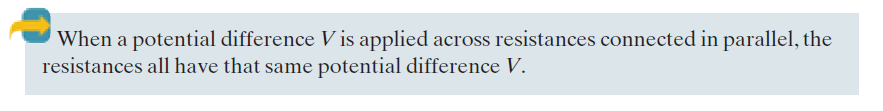 When a potential difference V is applied across resistances connected in parallel, the
resistances all have that same potential difference V.